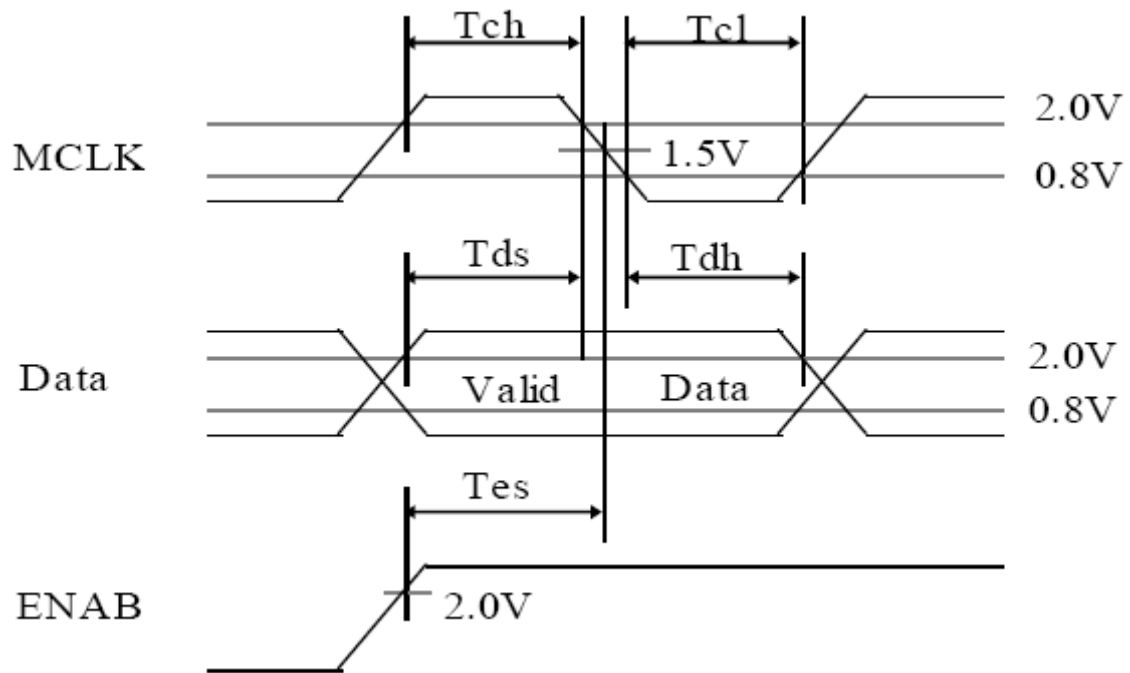 Tch
Tcl
2.0V
MCLK
1.5V
0.8V
Tds
Tdh
2.0V
Data
Valid
Data
0.8V
Tes
ENAB
2.0V